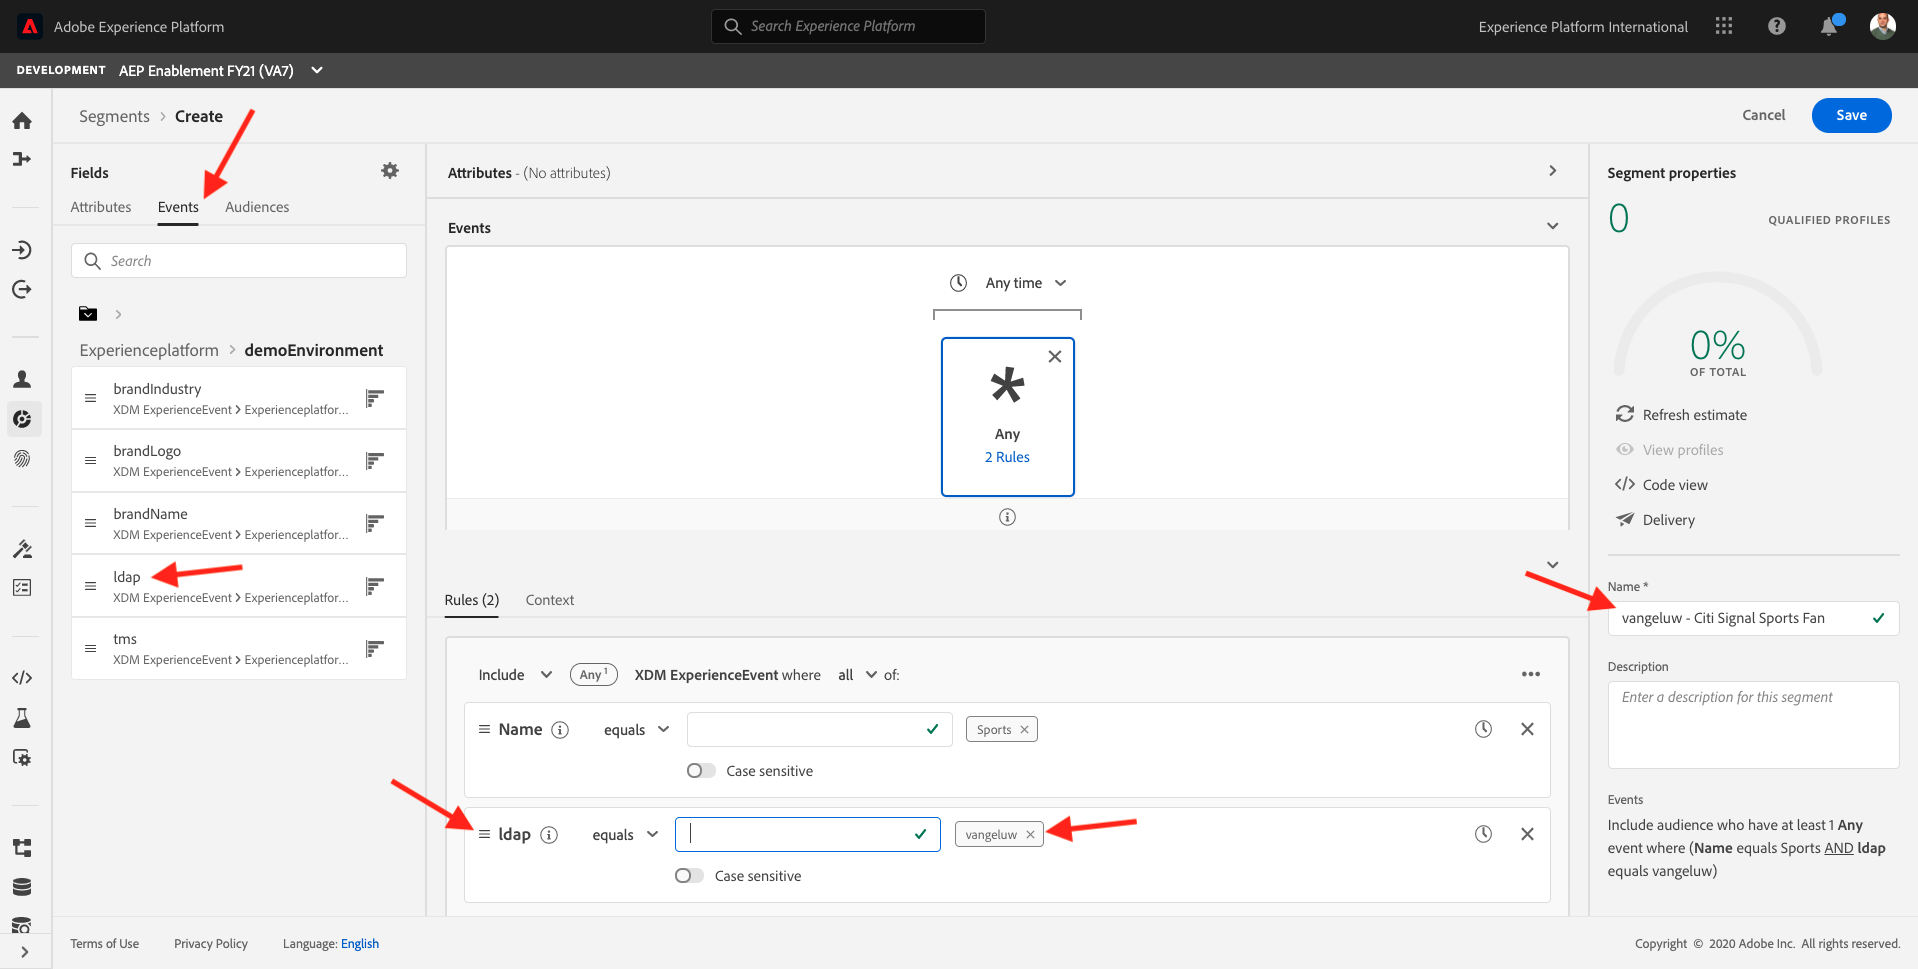 Adobe Experience Platform
Search Experience Platform
Experience Platform International
DEVELOPMENT AEP Enablement FY21 (VA7)
Segments > Create
Cancel
Save
Fields
Attributes
Events
Audiences
Search
Experienceplatform > demoEnvironment
brandIndustry
XDM ExperienceEvent > Experienceplatfor...
brandLogo
XDM ExperienceEvent > Experienceplatfor...
brandName
XDM ExperienceEvent > Experienceplatfor...
ldap
XDM ExperienceEvent > Experienceplatfor...
tms
XDM ExperienceEvent > Experienceplatfor...
Attributes - (No attributes)
Events
Any time
Any
2 Rules
Rules (2)
Context
Include Any 1 XDM ExperienceEvent where all of:
Name equals Sports
Case sensitive
ldap equals vangeluw
Case sensitive
Segment properties
0 QUALIFIED PROFILES
0%
OF TOTAL
Refresh estimate
View profiles
Code view
Delivery
Name *
vangeluw - Citi Signal Sports Fan
Description
Enter a description for this segment
Events
Include audience who have at least 1 Any
event where (Name equals Sports AND ldap
equals vangeluw)
Terms of Use
Privacy Policy
Language: English
Copyright © 2020 Adobe Inc. All rights reserved.